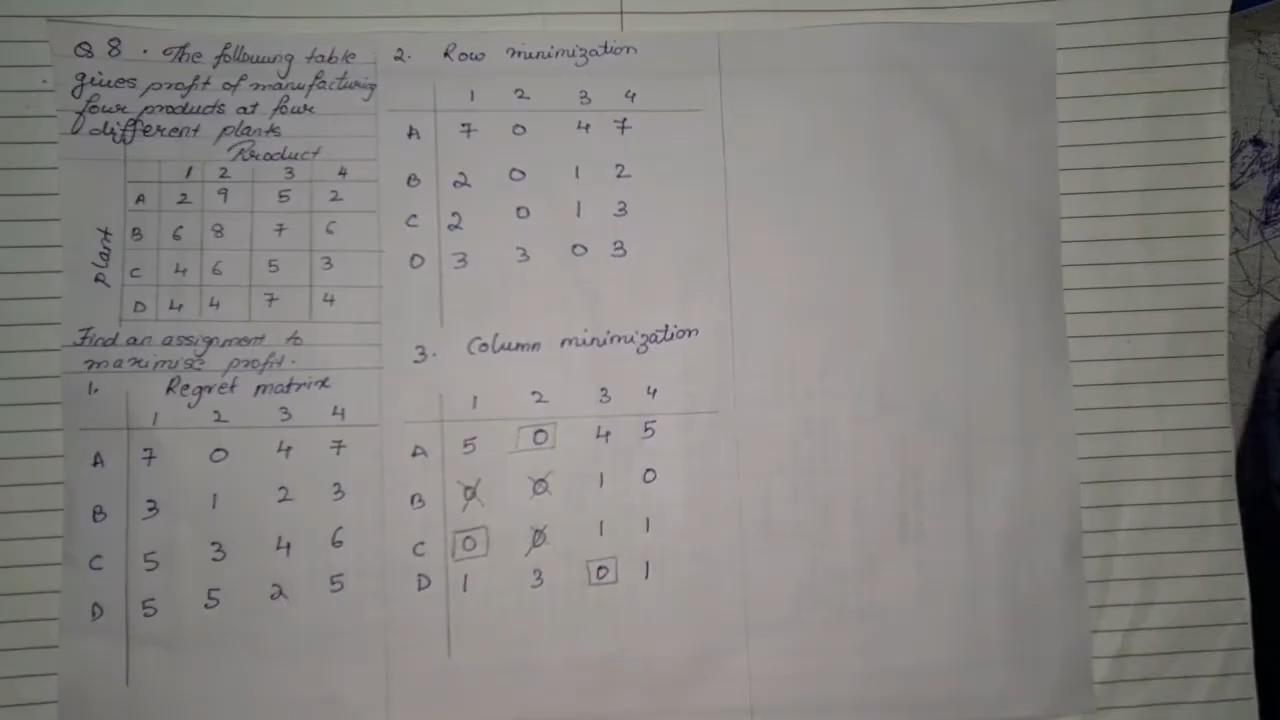 Q 8. The following table
gives profit of manufacturing
four products at four
different plants
Product
1 2 3 4
A 2 9 5 2
B 6 8 7 6
C 4 6 5 3
D 4 4 7 4
Plant
Find an assignment to
maximise profit.
1. Regret matrix
1 2 3 4
A 7 0 4 7
B 3 1 2 3
C 5 3 4 6
D 5 5 2 5
2. Row minimization
1 2 3 4
A 7 0 4 7
B 2 0 1 2
C 2 0 1 3
D 3 3 0 3
3. Column minimization
1 2 3 4
A 5 0 4 5
B 0 0 1 0
C 0 0 1 1
D 1 3 0 1